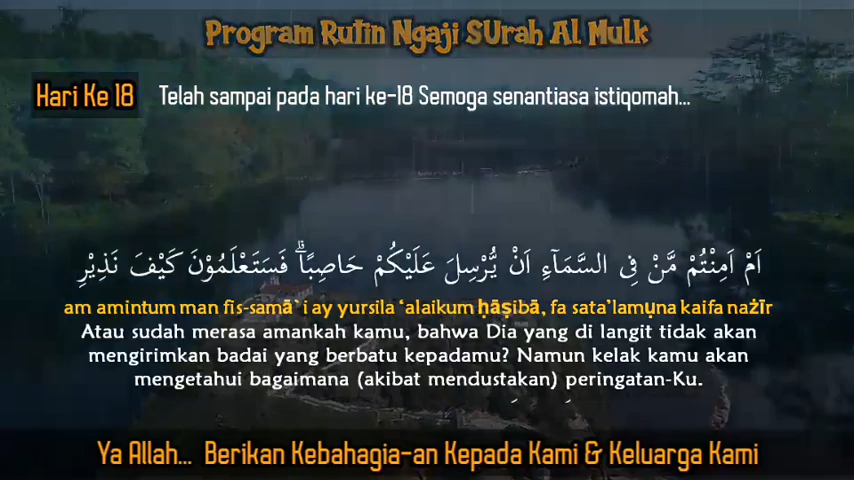 Program Rutin Ngaji SUrah AL Mulk
Hari Ke 18
Telah sampai pada hari ke-18 Semoga senantiasa istiqomah...
اَمْ اَمِنْتُمْ مَّنْ فِى السَّمَاۤءِ اَنْ يُّرْسِلَ عَلَيْكُمْ حَاصِبًاۗ فَسَتَعْلَمُوْنَ كَيْفَ نَذِيْرِ
am amintum man fis-samā`i ay yursila ‘alaikum ḥāṣibā, fa sata’lamụna kaifa nażīr
Atau sudah merasa amankah kamu, bahwa Dia yang di langit tidak akan
mengirimkan badai yang berbatu kepadamu? Namun kelak kamu akan
mengetahui bagaimana (akibat mendustakan) peringatan-Ku.
Ya Allah... Berikan Kebahagia-an Kepada Kami & Keluarga Kami